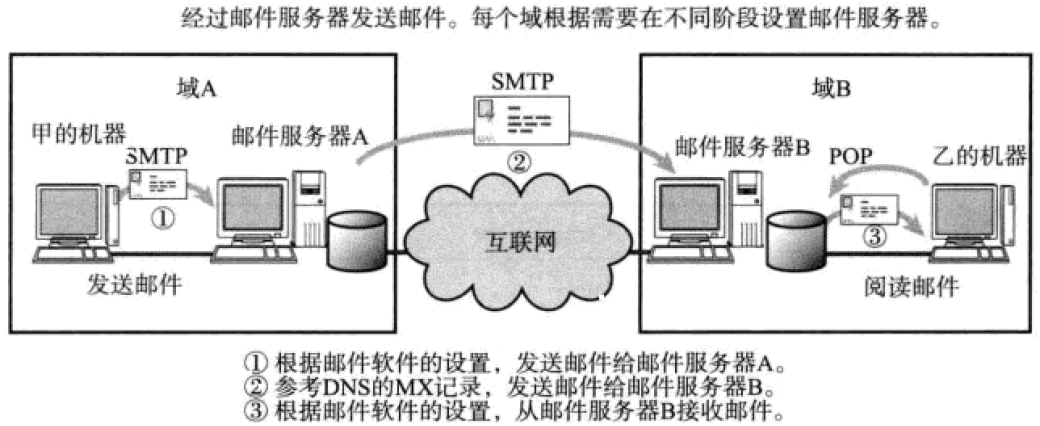 经过邮件服务器发送邮件。每个域根据需要在不同阶段设置邮件服务器。
域A
甲的机器
邮件服务器A
SMTP
①
发送邮件
SMTP
②
互联网
域B
邮件服务器B
POP
乙的机器
③
阅读邮件
① 根据邮件软件的设置，发送邮件给邮件服务器A。
② 参考DNS的MX记录，发送邮件给邮件服务器B。
③ 根据邮件软件的设置，从邮件服务器B接收邮件。